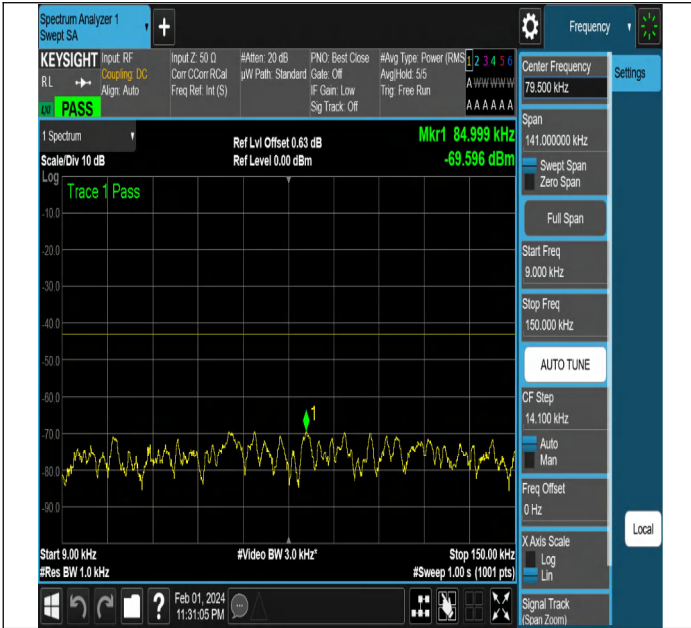 Spectrum Analyzer 1
Swept SA
+
Frequency
KEYSIGHT
RL
PASS
Input: RF
Coupling: DC
Align: Auto
Input Z: 50 Ω
Corr CCorr RCal
Freq Ref: Int (S)
#Atten: 20 dB
µW Path: Standard
PNO: Best Close
Gate: Off
IF Gain: Low
Sig Track: Off
#Avg Type: Power (RMS
Avg|Hold: 5/5
Trig: Free Run
1 2 3 4 5 6
A W W W W W
A A A A A A
Center Frequency
79.500 kHz
Settings
1 Spectrum
Scale/Div 10 dB
Log
Ref Lvl Offset 0.63 dB
Ref Level 0.00 dBm
Mkr1 84.999 kHz
-69.596 dBm
Trace 1 Pass
-10.0
-20.0
-30.0
-40.0
-50.0
-60.0
-70.0
-80.0
-90.0
1
Start 9.00 kHz
#Res BW 1.0 kHz
#Video BW 3.0 kHz*
Stop 150.00 kHz
#Sweep 1.00 s (1001 pts)
Span
141.000000 kHz
Swept Span
Zero Span
Full Span
Start Freq
9.000 kHz
Stop Freq
150.000 kHz
AUTO TUNE
CF Step
14.100 kHz
Auto
Man
Freq Offset
0 Hz
X Axis Scale
Log
Lin
Signal Track
(Span Zoom)
Local
?
Feb 01, 2024
11:31:05 PM